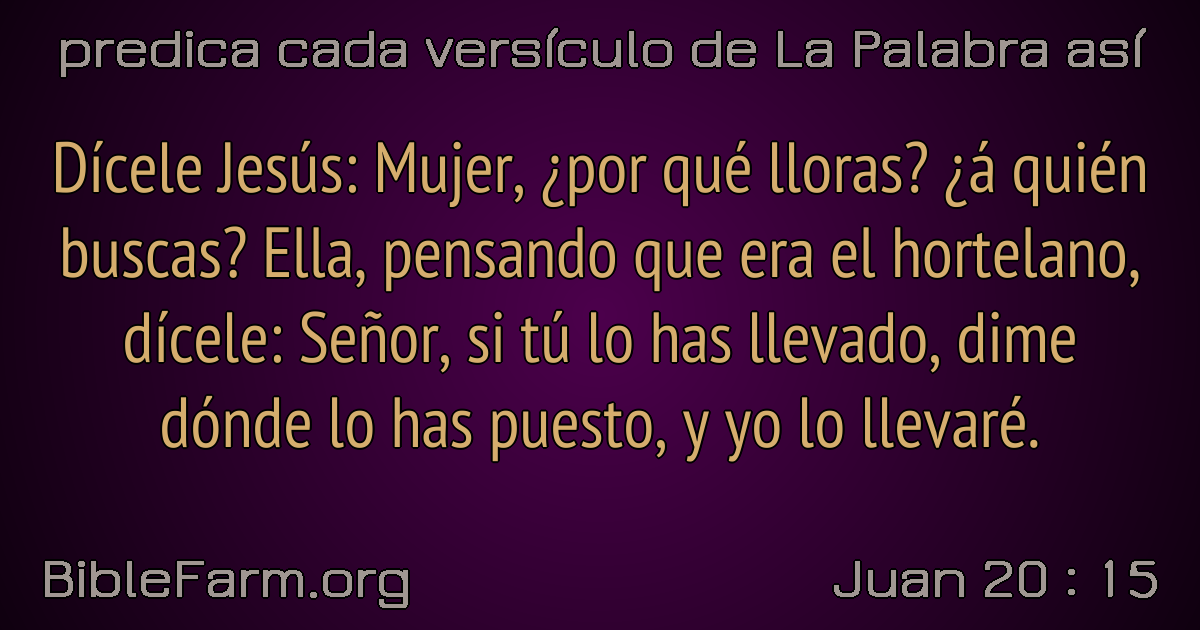 predica cada versículo de La Palabra así
Dícele Jesús: Mujer, ¿por qué lloras? ¿á quién
buscas? Ella, pensando que era el hortelano,
dícele: Señor, si tú lo has llevado, dime
dónde lo has puesto, y yo lo llevaré.
BibleFarm.org
Juan 20 : 15